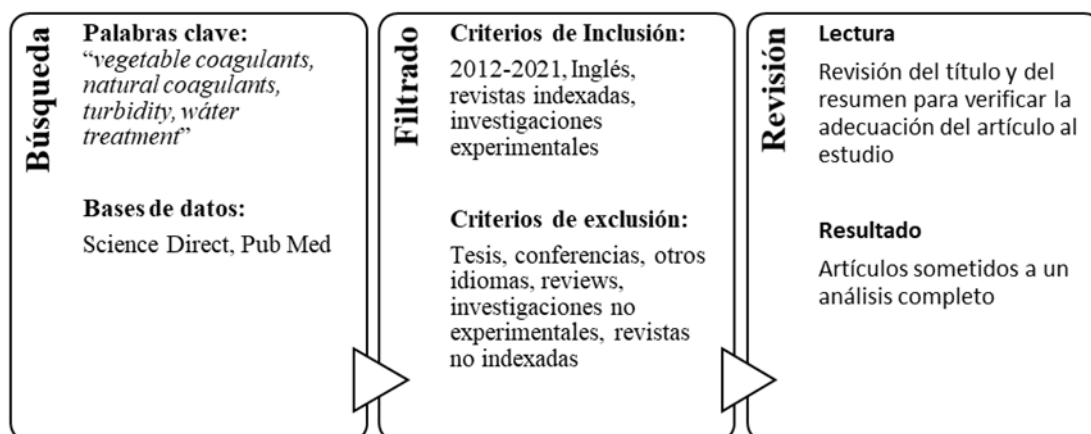 Búsqueda
Palabras clave:
“vegetable coagulants,
natural coagulants,
turbidity, wáter
treatment”
Bases de datos:
Science Direct, Pub Med
Filtrado
Criterios de Inclusión:
2012-2021, Inglés,
revistas indexadas,
investigaciones
experimentales
Criterios de exclusión:
Tesis, conferencias, otros
idiomas, reviews,
investigaciones no
experimentales, revistas
no indexadas
Revisión
Lectura
Revisión del título y del
resumen para verificar la
adecuación del artículo al
estudio
Resultado
Artículos sometidos a un
análisis completo